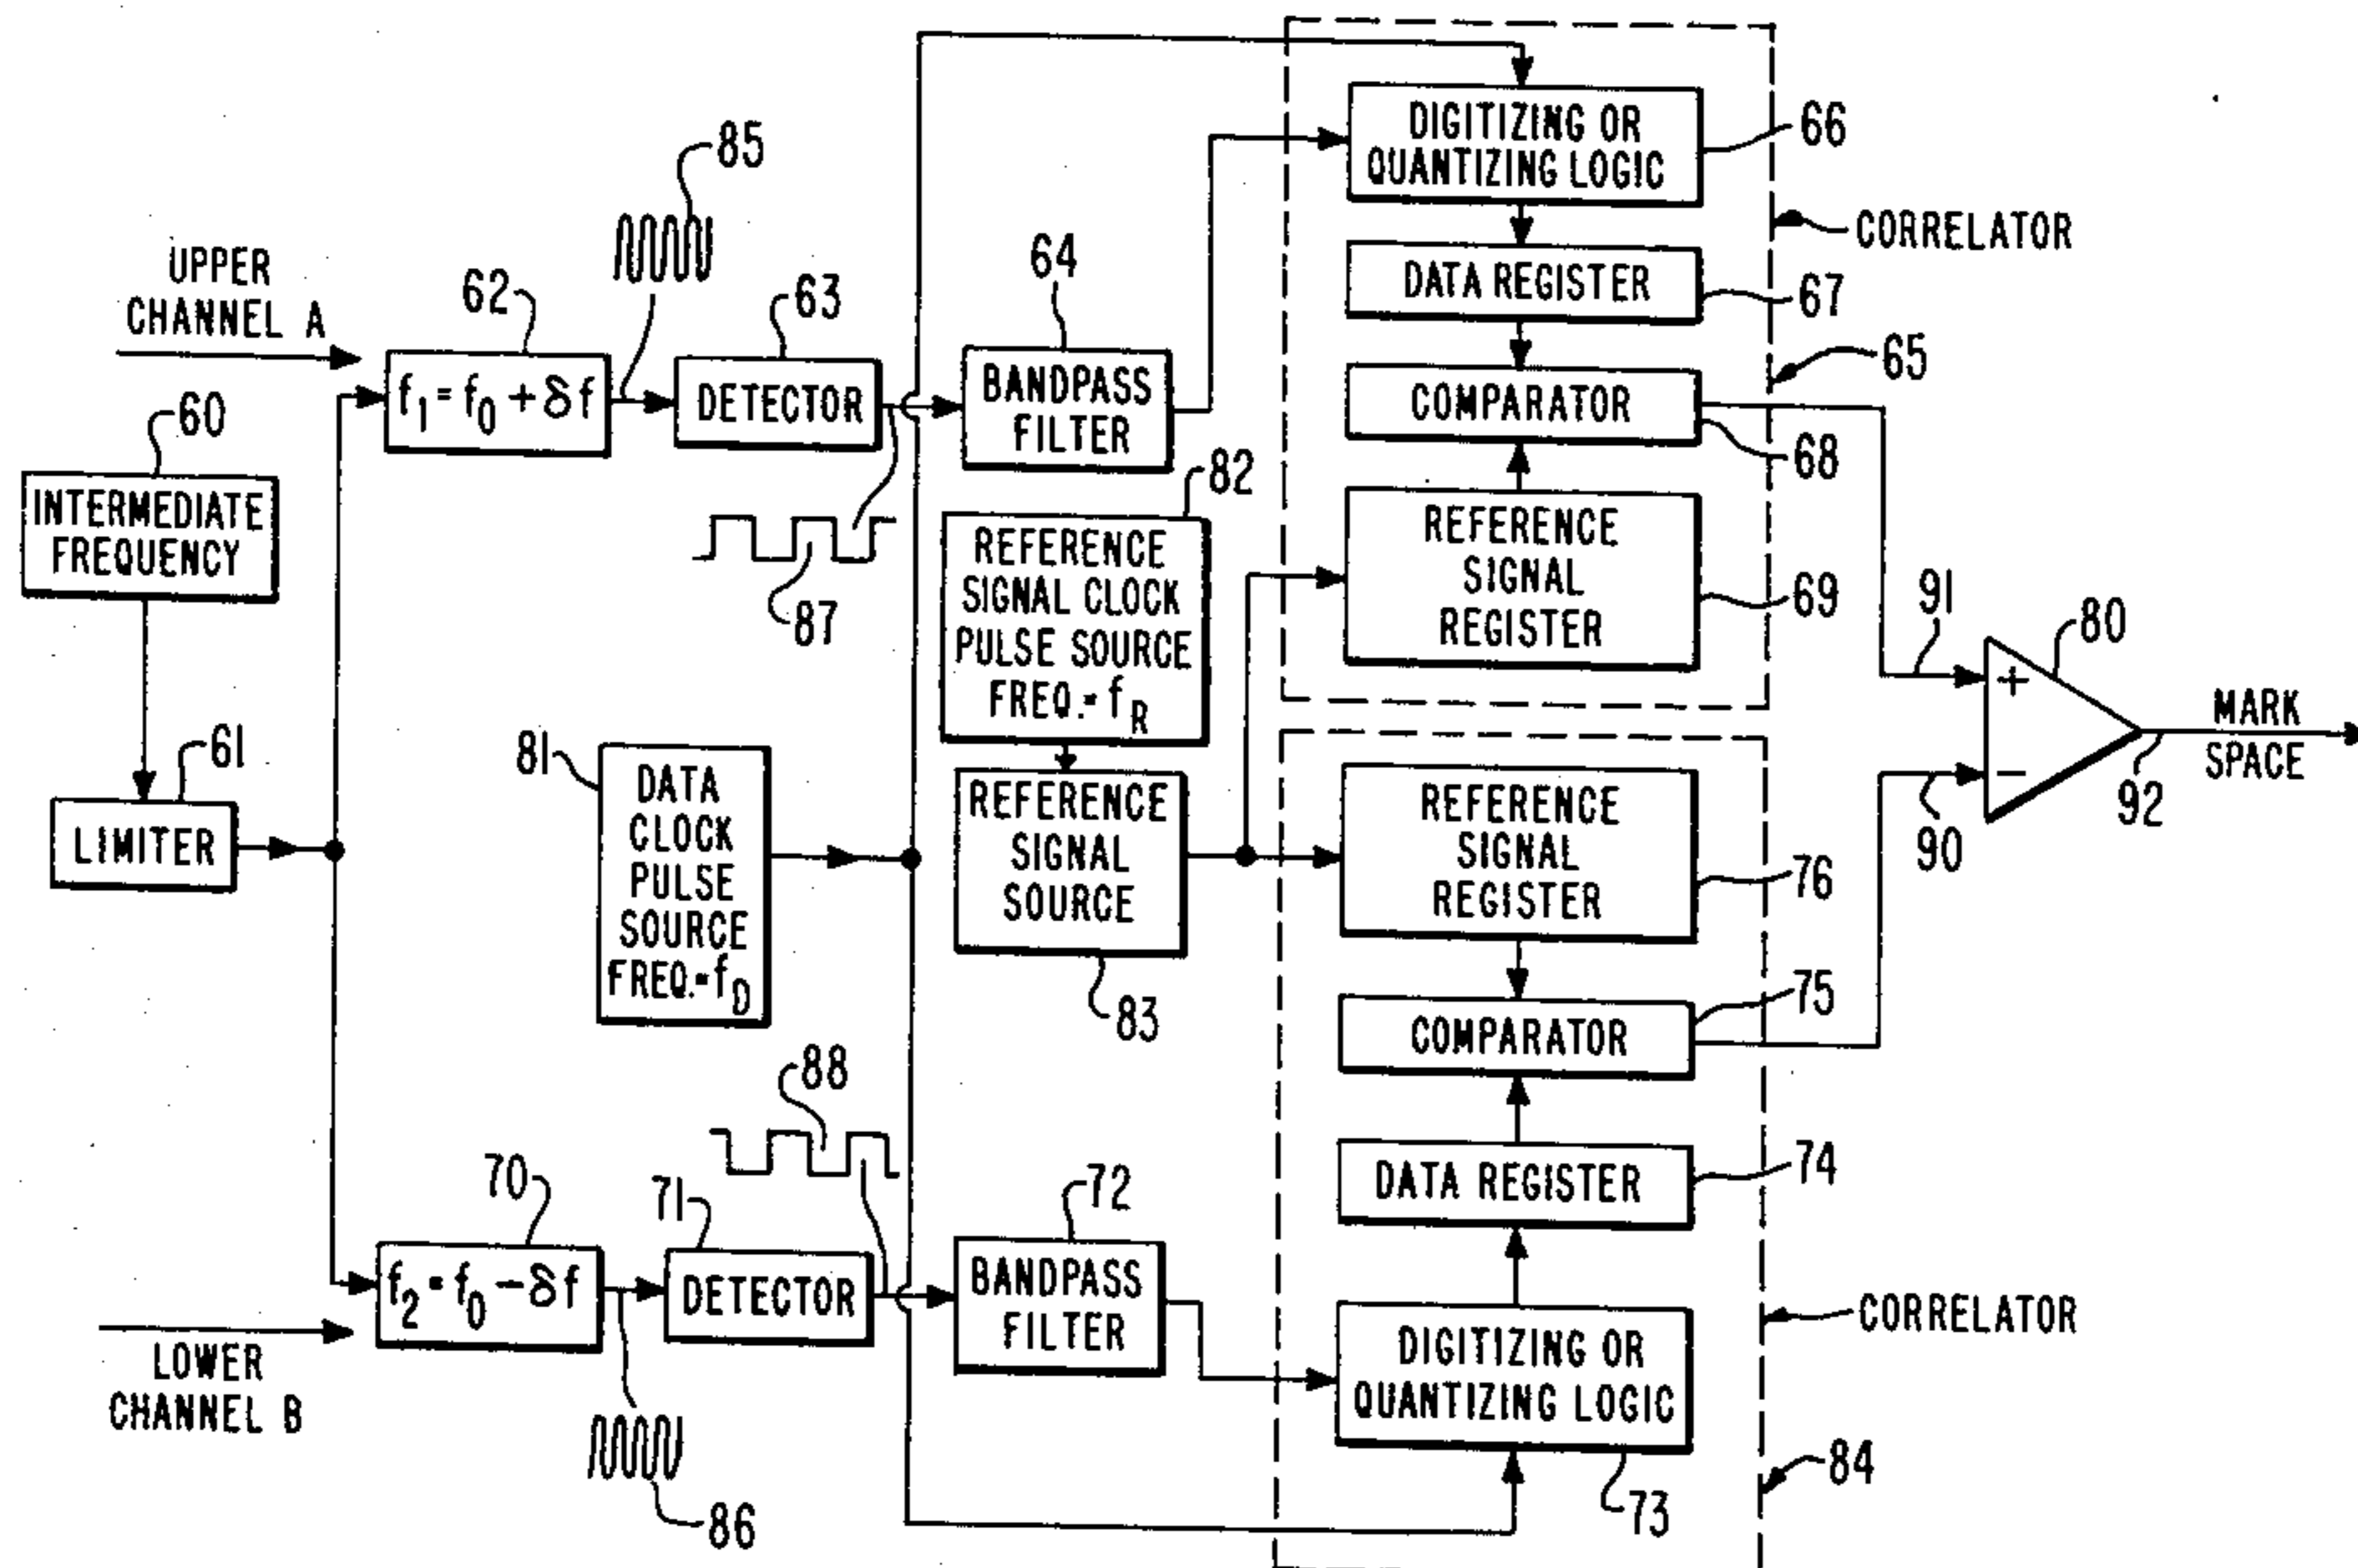 UPPER
CHANNEL A
85
62
f₁ = f₀ + δf
63
DETECTOR
64
BANDPASS
FILTER
87
60
INTERMEDIATE
FREQUENCY
61
LIMITER
81
DATA
CLOCK
PULSE
SOURCE
FREQ.=f_D
82
REFERENCE
SIGNAL CLOCK
PULSE SOURCE
FREQ.=f_R
REFERENCE
SIGNAL
SOURCE
83
DIGITIZING OR
QUANTIZING LOGIC
66
CORRELATOR
DATA REGISTER
67
65
COMPARATOR
68
REFERENCE
SIGNAL
REGISTER
69
REFERENCE
SIGNAL
REGISTER
76
COMPARATOR
75
DATA REGISTER
74
DIGITIZING OR
QUANTIZING LOGIC
73
CORRELATOR
84
91
80
+
−
90
92
MARK
SPACE
88
70
f₂ = f₀ − δf
71
DETECTOR
72
BANDPASS
FILTER
LOWER
CHANNEL B
86